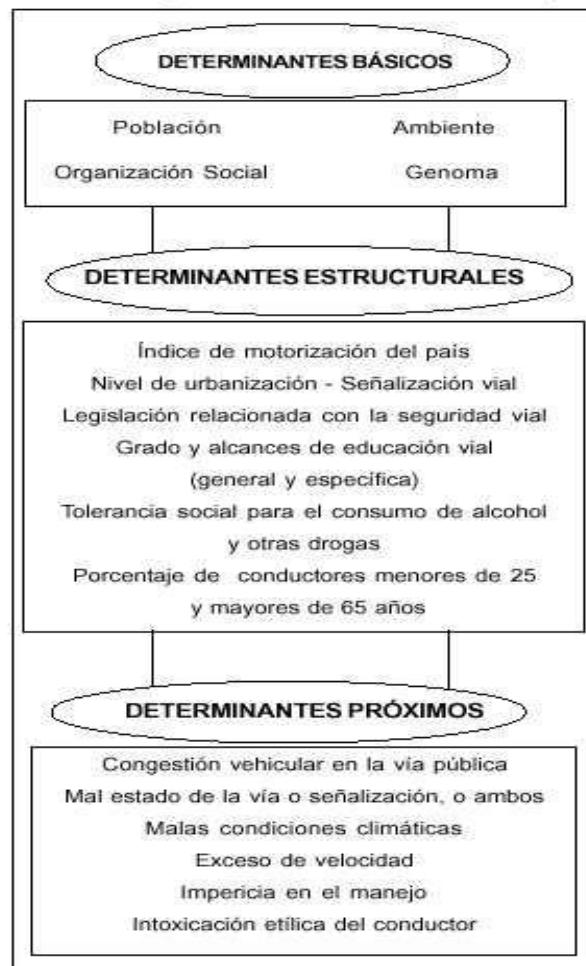 DETERMINANTES BÁSICOS
Población Ambiente
Organización Social Genoma
DETERMINANTES ESTRUCTURALES
Índice de motorización del país
Nivel de urbanización - Señalización vial
Legislación relacionada con la seguridad vial
Grado y alcances de educación vial
(general y específica)
Tolerancia social para el consumo de alcohol
y otras drogas
Porcentaje de conductores menores de 25
y mayores de 65 años
DETERMINANTES PRÓXIMOS
Congestión vehicular en la vía pública
Mal estado de la vía o señalización, o ambos
Malas condiciones climáticas
Exceso de velocidad
Impericia en el manejo
Intoxicación etílica del conductor